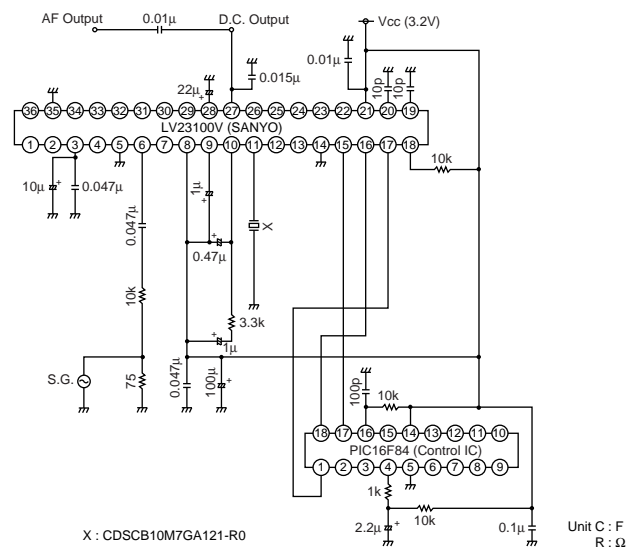 AF Output
D.C. Output
Vcc (3.2V)
0.01μ
0.015μ
0.01μ
22μ
+
10p
10p
36 35 34 33 32 31 30 29 28 27 26 25 24 23 22 21 20 19
LV23100V (SANYO)
1 2 3 4 5 6 7 8 9 10 11 12 13 14 15 16 17 18
10k
10μ
+
0.047μ
0.047μ
1μ
+
X
+
0.47μ
10k
3.3k
+
1μ
S.G.
75
0.047μ
100μ
+
100p
10k
18 17 16 15 14 13 12 11 10
PIC16F84 (Control IC)
1 2 3 4 5 6 7 8 9
1k
10k
2.2μ
+
0.1μ
X : CDSCB10M7GA121-R0
Unit C : F
R : Ω